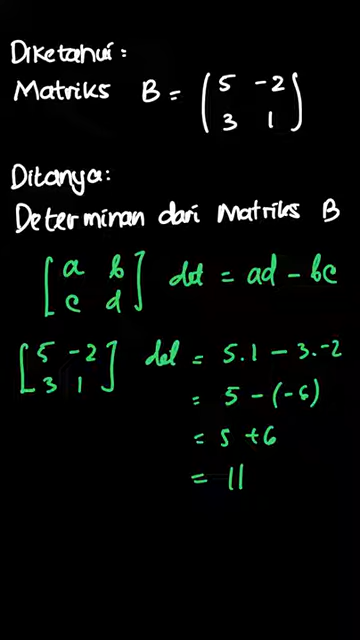 Diketahui:
Matriks B = (5 -2
3 1)
Ditanya:
Determinan dari Matriks B
[a b
c d] det = ad - bc
[5 -2
3 1] det = 5.1 - 3.-2
= 5 - (-6)
= 5 + 6
= 11